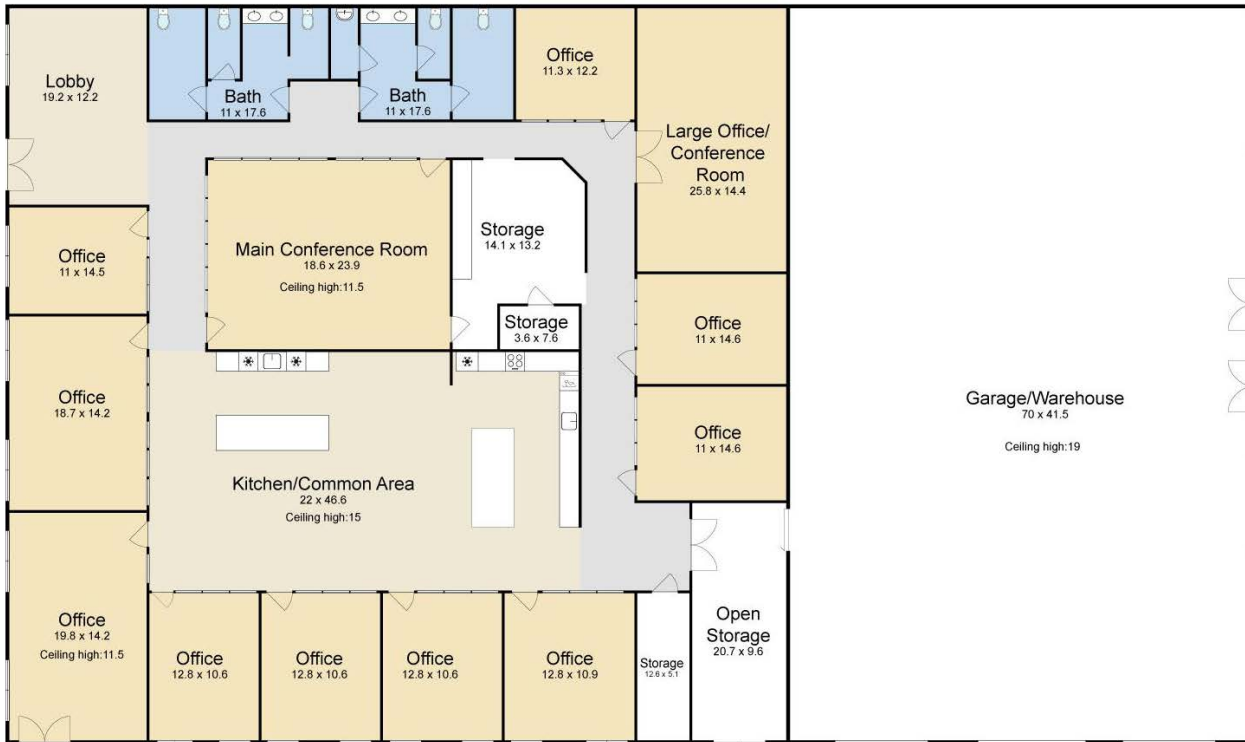 Lobby
19.2 x 12.2
Bath
11 x 17.6
Bath
11 x 17.6
Office
11.3 x 12.2
Large Office/
Conference
Room
25.8 x 14.4
Office
11 x 14.5
Main Conference Room
18.6 x 23.9
Ceiling high:11.5
Storage
14.1 x 13.2
Storage
3.6 x 7.6
Office
11 x 14.6
Office
18.7 x 14.2
Office
11 x 14.6
Garage/Warehouse
70 x 41.5
Ceiling high:19
Kitchen/Common Area
22 x 46.6
Ceiling high:15
Office
19.8 x 14.2
Ceiling high:11.5
Office
12.8 x 10.6
Office
12.8 x 10.6
Office
12.8 x 10.6
Office
12.8 x 10.9
Storage
12.6 x 5.1
Open
Storage
20.7 x 9.6